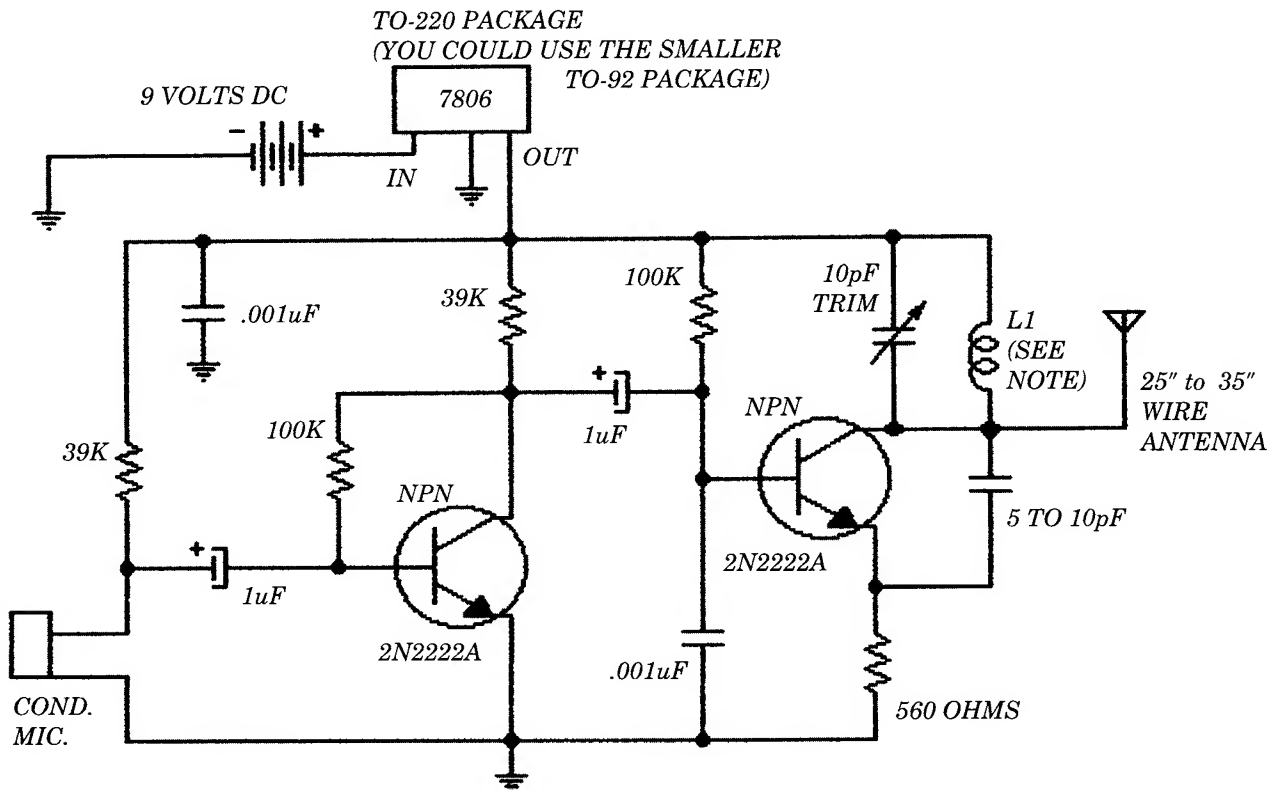 TO-220 PACKAGE
(YOU COULD USE THE SMALLER
TO-92 PACKAGE)
9 VOLTS DC
7806
-
+
IN
OUT
.001uF
39K
100K
10pF
TRIM
L1
(SEE
NOTE)
+
1uF
NPN
25" to 35"
WIRE
ANTENNA
39K
100K
NPN
5 TO 10pF
2N2222A
+
1uF
2N2222A
.001uF
560 OHMS
COND.
MIC.